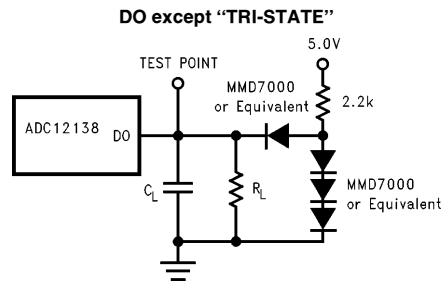 DO except “TRI-STATE”
5.0V
TEST POINT
MMD7000
or Equivalent
2.2k
ADC12138
DO
MMD7000
or Equivalent
CL
RL